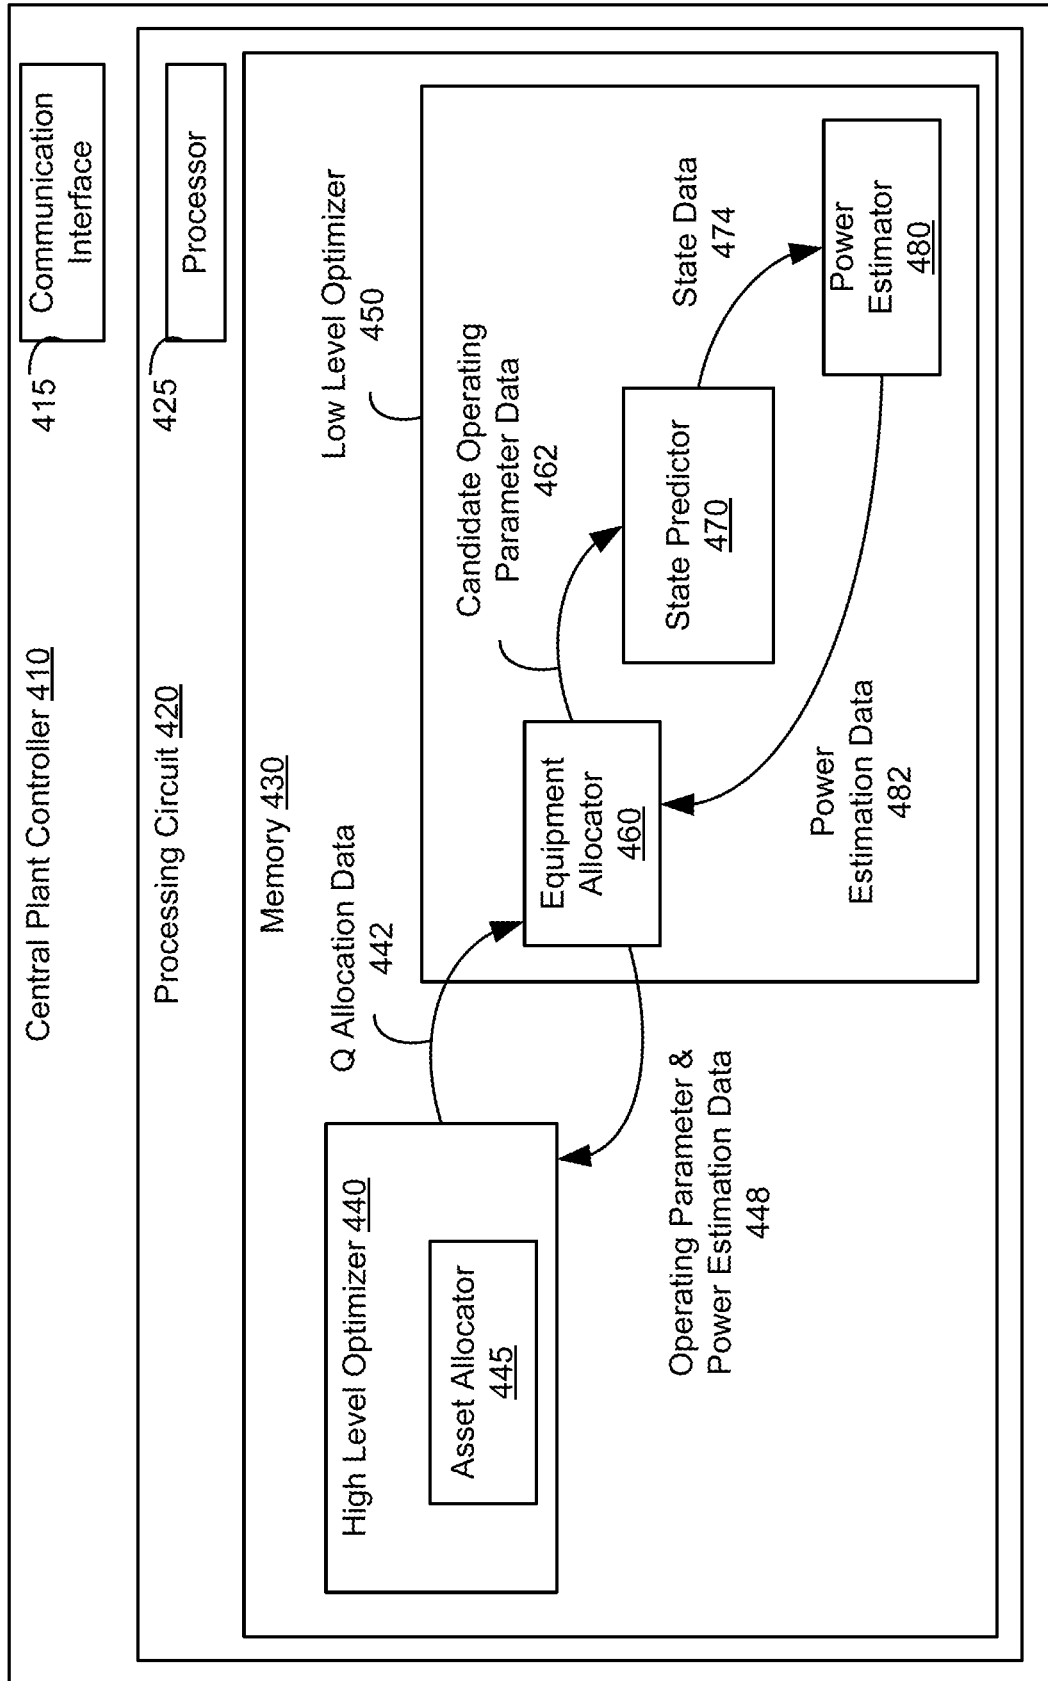 Central Plant Controller 410
415
Communication
Interface
Processing Circuit 420
425
Processor
Memory 430
High Level Optimizer 440
Asset Allocator
445
Q Allocation Data
442
Operating Parameter &
Power Estimation Data
448
Low Level Optimizer
450
Equipment
Allocator
460
Candidate Operating
Parameter Data
462
State Predictor
470
State Data
474
Power
Estimator
480
Power
Estimation Data
482